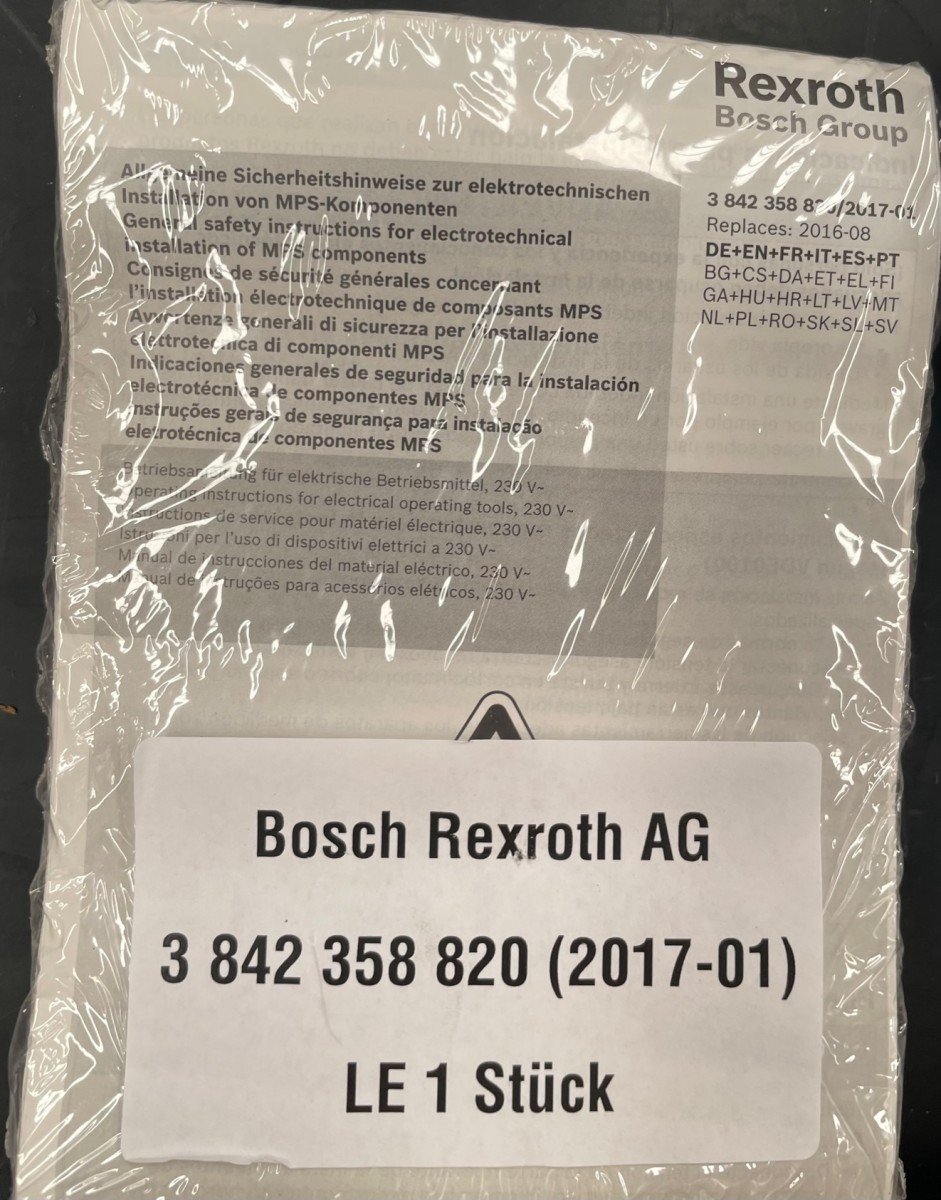 Rexroth
Bosch Group
3 842 358 820/2017-01
Replaces: 2016-08
DE+EN+FR+IT+ES+PT
BG+CS+DA+ET+EL+FI
GA+HU+HR+LT+LV+MT
NL+PL+RO+SK+SL+SV
Allgemeine Sicherheitshinweise zur elektrotechnischen
Installation von MPS-Komponenten
General safety instructions for electrotechnical
installation of MPS components
Consignes de sécurité générales concernant
l'installation électrotechnique de composants MPS
Avvertenze generali di sicurezza per l'installazione
elettrotecnica di componenti MPS
Indicaciones generales de seguridad para la instalación
electrotécnica de componentes MPS
Instruções gerais de segurança para instalação
eletrotécnica de componentes MPS
Betriebsanleitung für elektrische Betriebsmittel, 230 V~
Operating instructions for electrical operating tools, 230 V~
Instructions de service pour matériel électrique, 230 V~
Istruzioni per l'uso di dispositivi elettrici a 230 V~
Manual de instrucciones del material eléctrico, 230 V~
Manual de instruções para acessórios elétricos, 230 V~
Bosch Rexroth AG
3 842 358 820 (2017-01)
LE 1 Stück